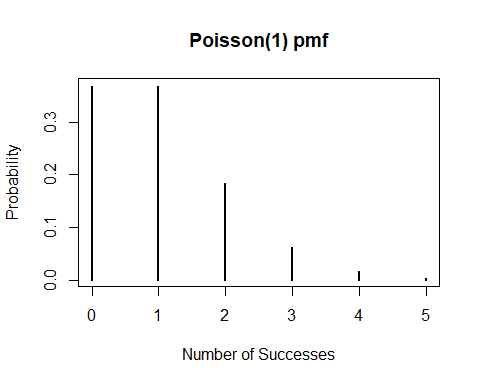 Poisson(1) pmf
Probability
0.3
0.2
0.1
0.0
0 1 2 3 4 5
Number of Successes